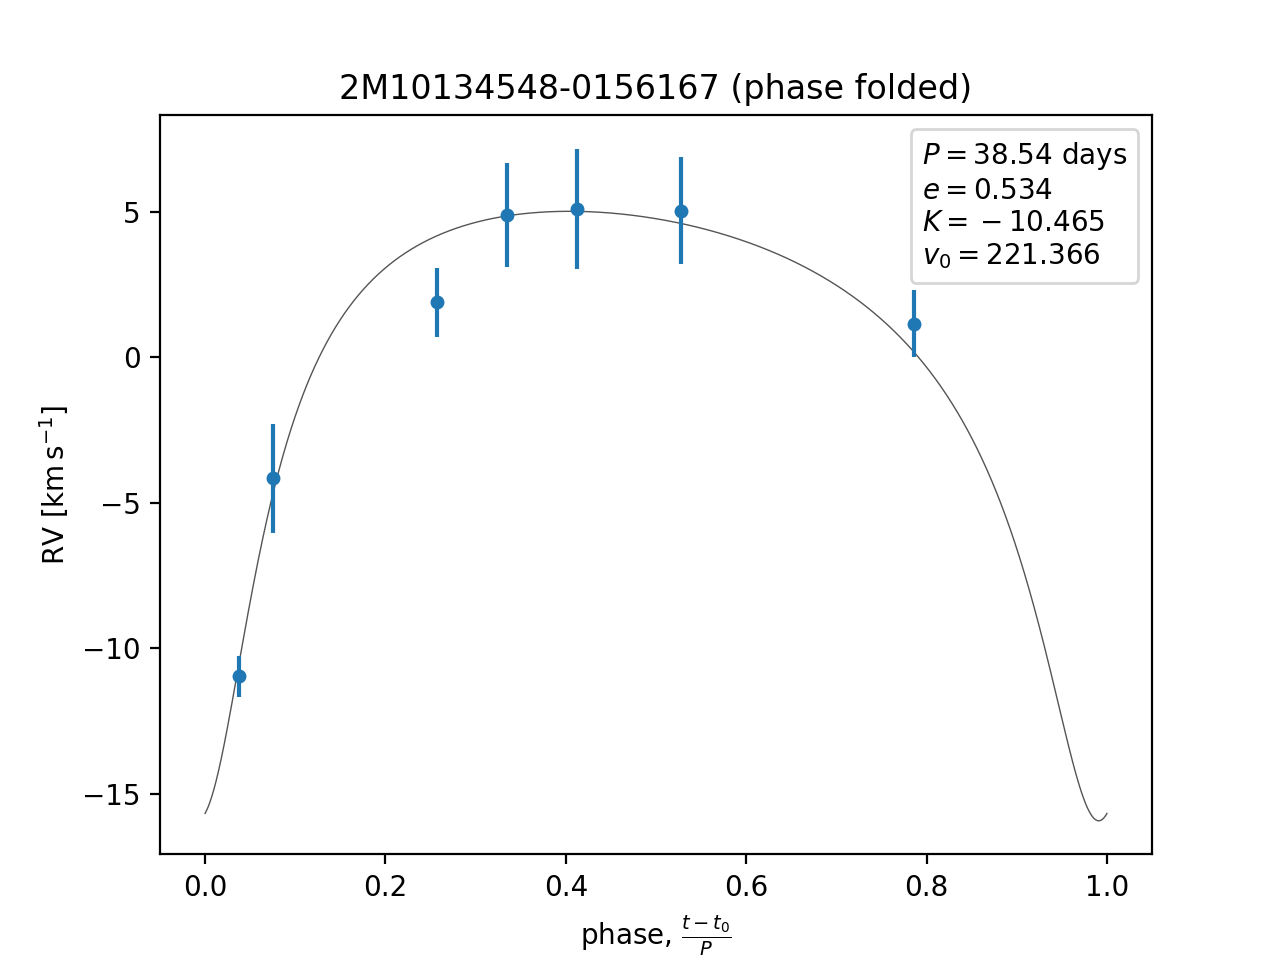 2M10134548-0156167 (phase folded)
P = 38.54 days
e = 0.534
K = −10.465
v₀ = 221.366
5
0
−5
−10
−15
RV [km s⁻¹]
0.0 0.2 0.4 0.6 0.8 1.0
phase, (t − t₀)/P